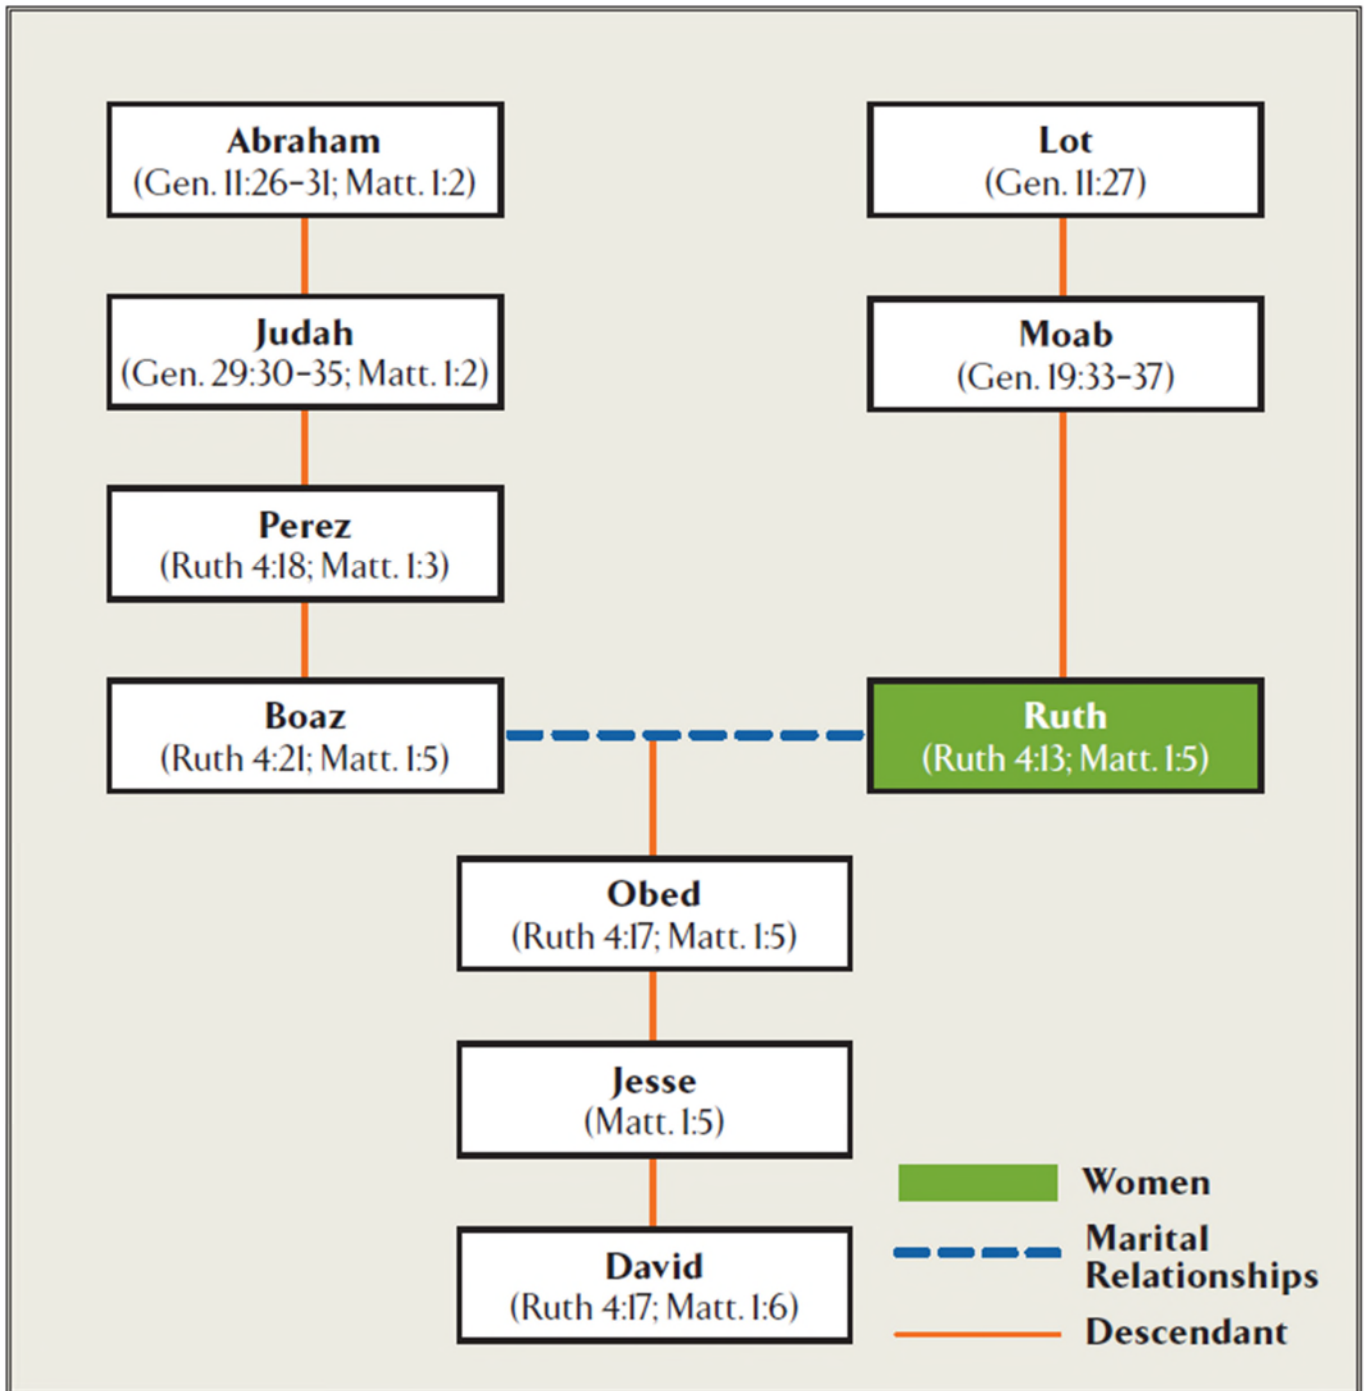 Abraham
(Gen. 11:26–31; Matt. 1:2)
Lot
(Gen. 11:27)
Judah
(Gen. 29:30–35; Matt. 1:2)
Moab
(Gen. 19:33–37)
Perez
(Ruth 4:18; Matt. 1:3)
Boaz
(Ruth 4:21; Matt. 1:5)
Ruth
(Ruth 4:13; Matt. 1:5)
Obed
(Ruth 4:17; Matt. 1:5)
Jesse
(Matt. 1:5)
David
(Ruth 4:17; Matt. 1:6)
Women
Marital
Relationships
Descendant